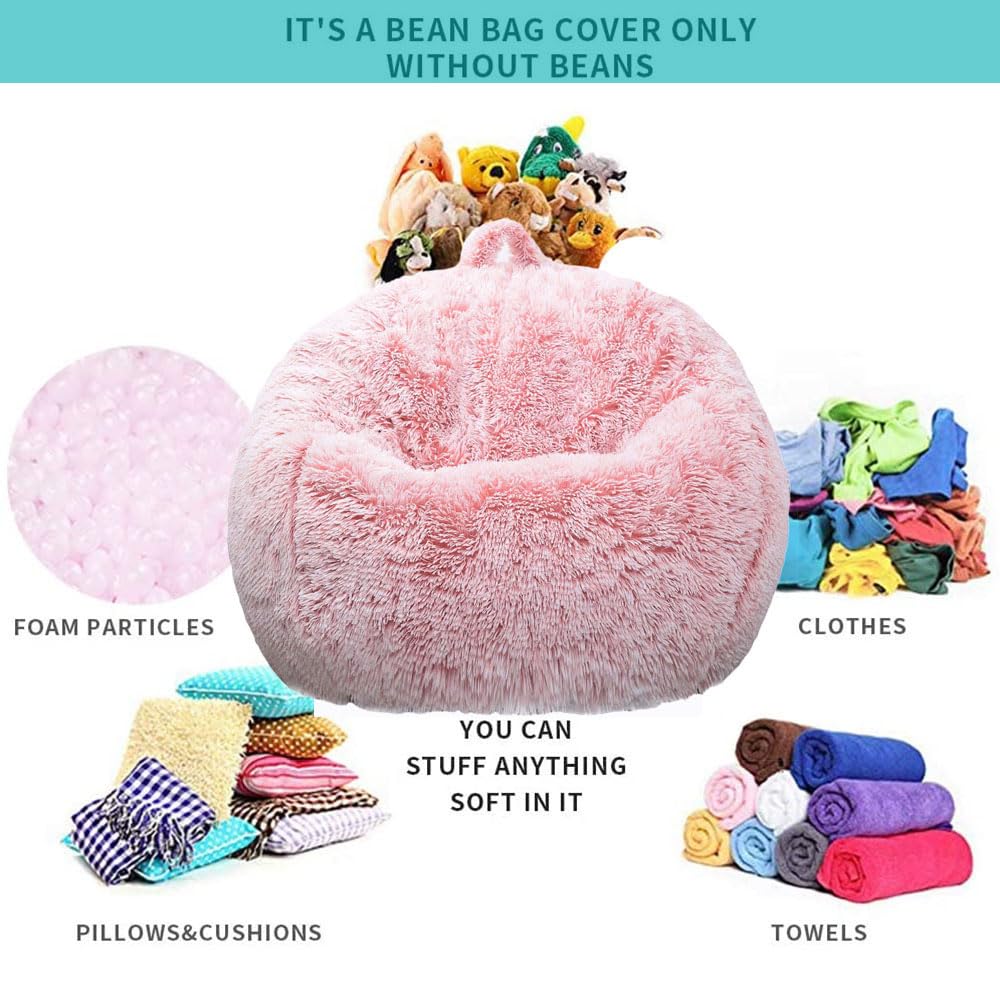 IT'S A BEAN BAG COVER ONLY
WITHOUT BEANS
FOAM PARTICLES
CLOTHES
YOU CAN
STUFF ANYTHING
SOFT IN IT
PILLOWS&CUSHIONS
TOWELS